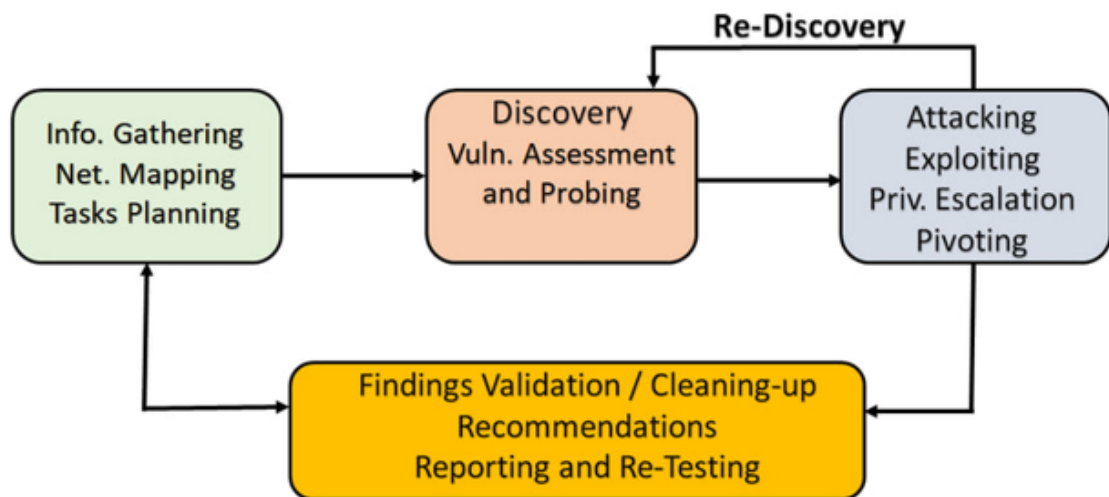 Re-Discovery
Info. Gathering
Net. Mapping
Tasks Planning
Discovery
Vuln. Assessment
and Probing
Attacking
Exploiting
Priv. Escalation
Pivoting
Findings Validation / Cleaning-up
Recommendations
Reporting and Re-Testing